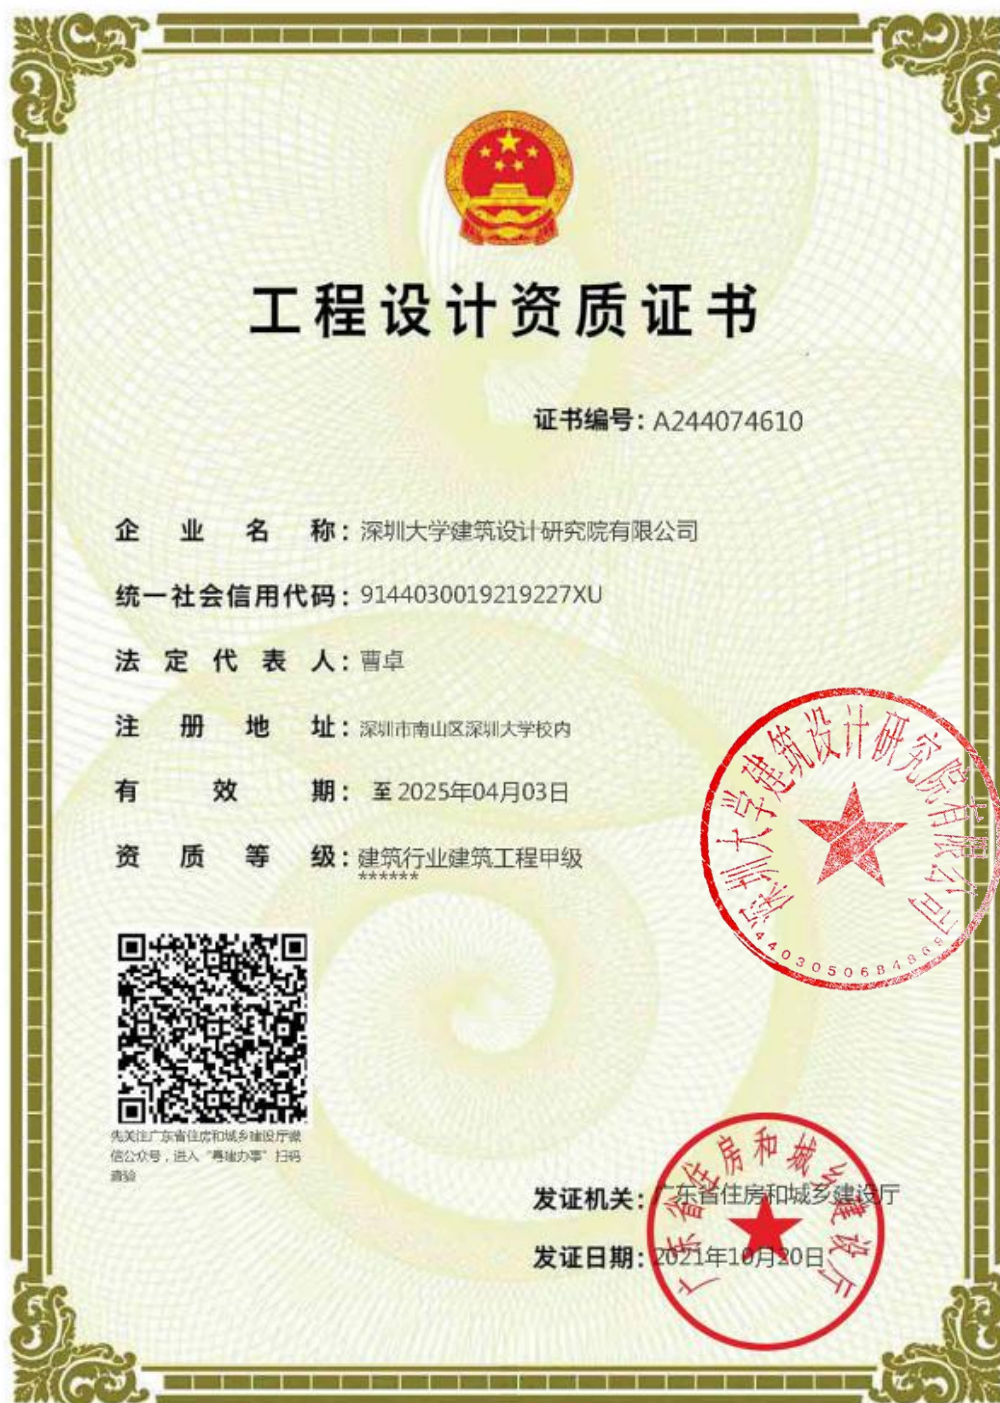 工程设计资质证书
证书编号：A244074610
企业名称：深圳大学建筑设计研究院有限公司
统一社会信用代码：9144030019219227XU
法定代表人：曹卓
注册地址：深圳市南山区深圳大学校内
有效期：至2025年04月03日
资质等级：建筑行业建筑工程甲级
******
深圳大学建筑设计研究院有限公司
4403050684869
先关注广东省住房和城乡建设厅微
信公众号，进入“粤建办事”扫码
查验
发证机关：广东省住房和城乡建设厅
发证日期：2021年10月20日
广东省住房和城乡建设厅